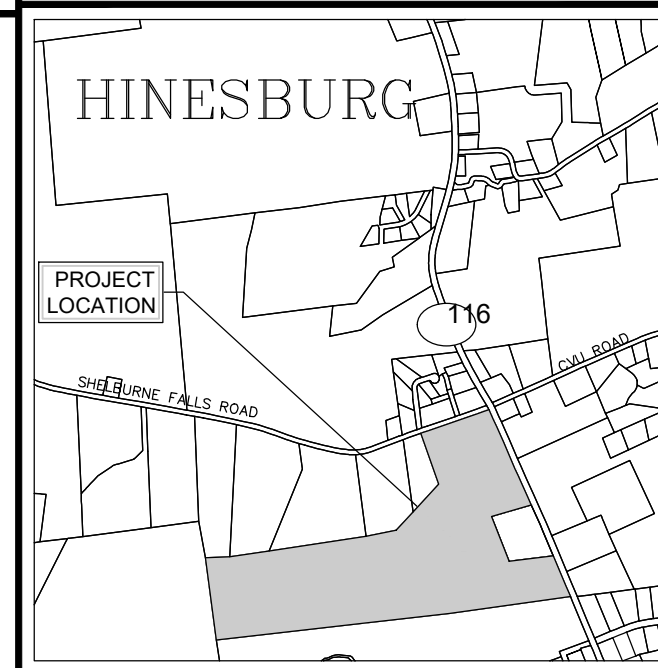 HINESBURG
PROJECT
LOCATION
116
CVU ROAD
SHELBURNE FALLS ROAD